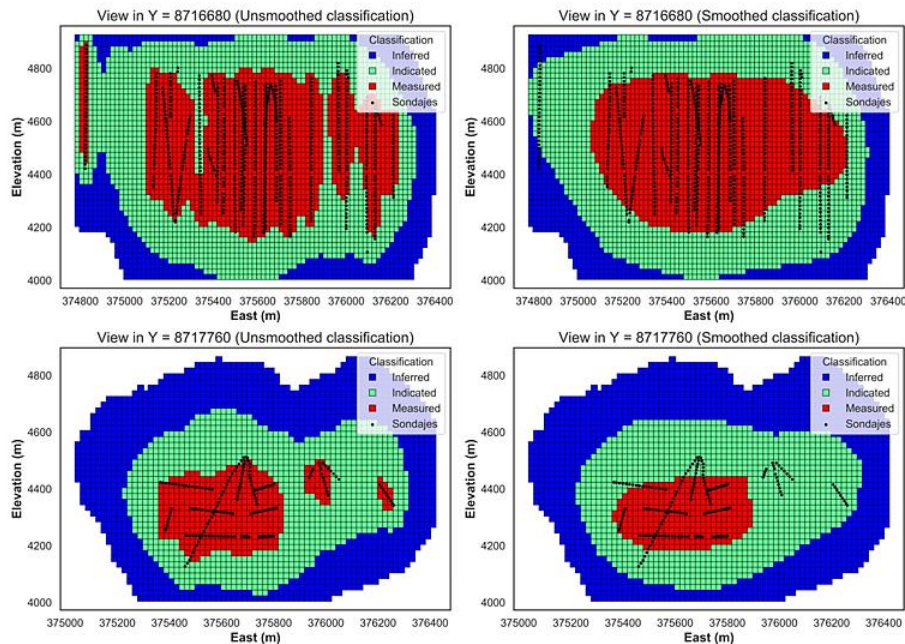 View in Y = 8716680 (Unsmoothed classification)
Classification
Inferred
Indicated
Measured
Sondajes
Elevation (m)
4800
4600
4400
4200
4000
374800 375000 375200 375400 375600 375800 376000 376200 376400
East (m)
View in Y = 8716680 (Smoothed classification)
Classification
Inferred
Indicated
Measured
Sondajes
Elevation (m)
4800
4600
4400
4200
4000
374800 375000 375200 375400 375600 375800 376000 376200 376400
East (m)
View in Y = 8717760 (Unsmoothed classification)
Classification
Inferred
Indicated
Measured
Sondajes
Elevation (m)
4800
4600
4400
4200
4000
375000 375200 375400 375600 375800 376000 376200 376400
East (m)
View in Y = 8717760 (Smoothed classification)
Classification
Inferred
Indicated
Measured
Sondajes
Elevation (m)
4800
4600
4400
4200
4000
375000 375200 375400 375600 375800 376000 376200 376400
East (m)